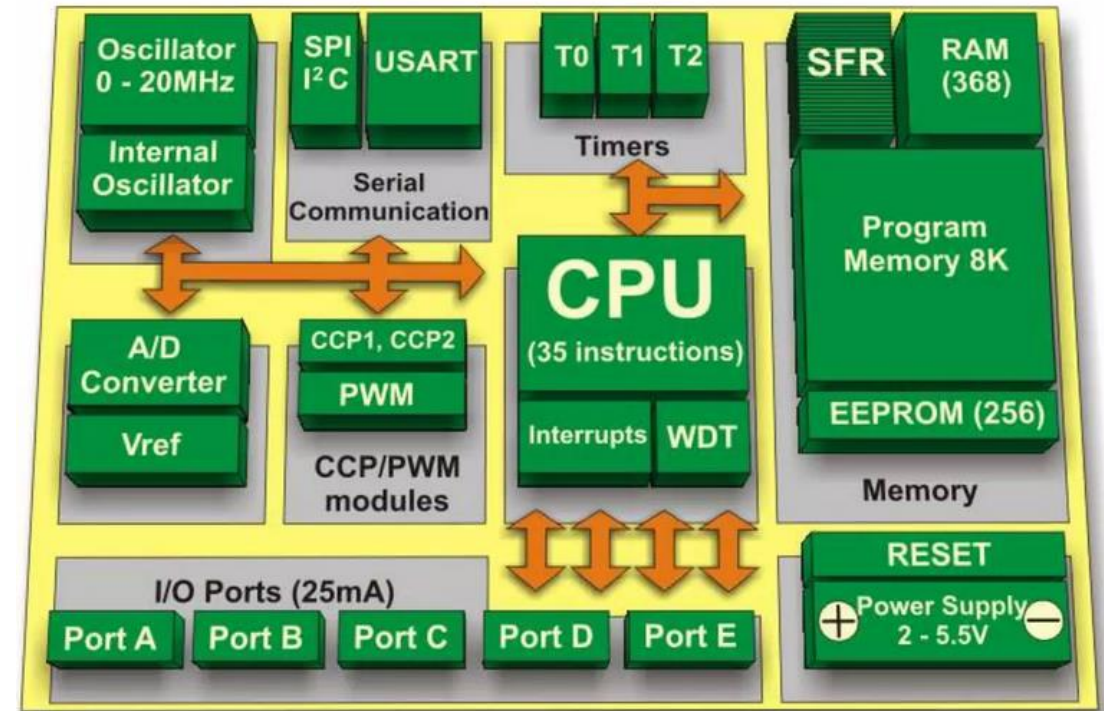 Oscillator
0 - 20MHz
Internal
Oscillator
SPI
I²C
USART
Serial
Communication
T0 T1 T2
Timers
SFR
RAM
(368)
Program
Memory 8K
EEPROM (256)
Memory
A/D
Converter
Vref
CCP1, CCP2
PWM
CCP/PWM
modules
CPU
(35 instructions)
Interrupts
WDT
I/O Ports (25mA)
Port A
Port B
Port C
Port D
Port E
RESET
+ Power Supply −
2 - 5.5V